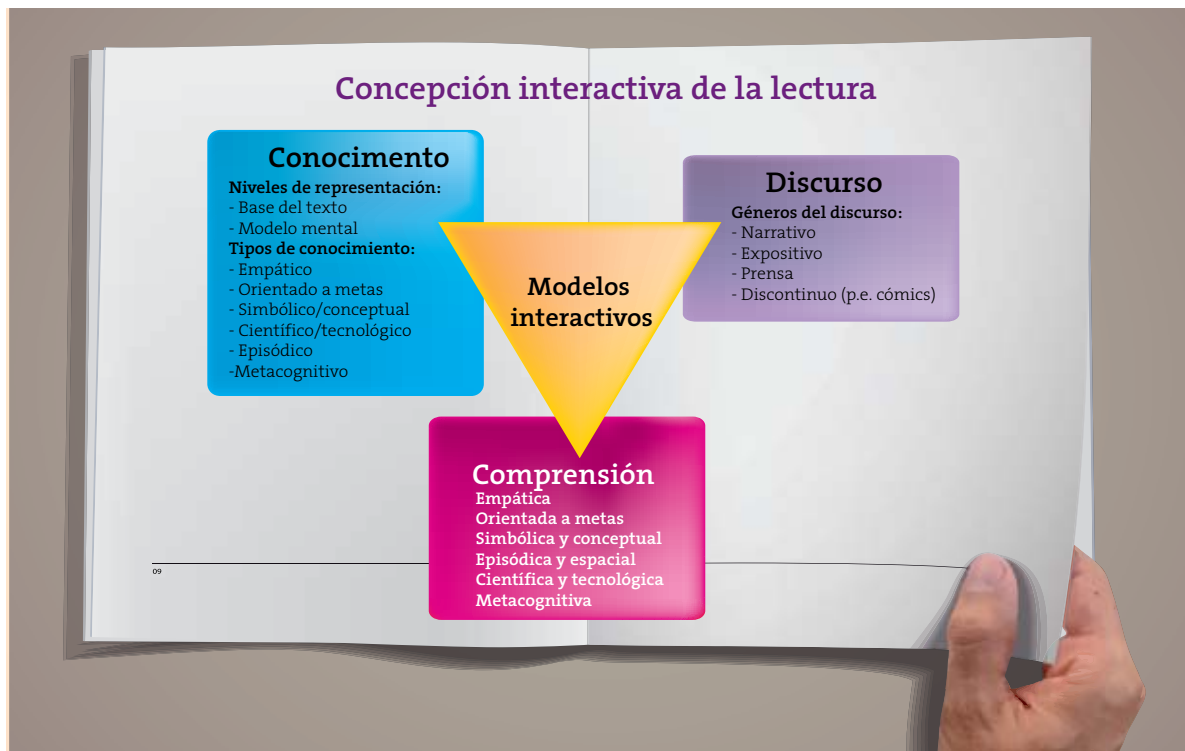 Concepción interactiva de la lectura
Conocimento
Niveles de representación:
- Base del texto
- Modelo mental
Tipos de conocimiento:
- Empático
- Orientado a metas
- Simbólico/conceptual
- Científico/tecnológico
- Episódico
-Metacognitivo
Discurso
Géneros del discurso:
- Narrativo
- Expositivo
- Prensa
- Discontinuo (p.e. cómics)
Modelos
interactivos
Comprensión
Empática
Orientada a metas
Simbólica y conceptual
Episódica y espacial
Científica y tecnológica
Metacognitiva
09